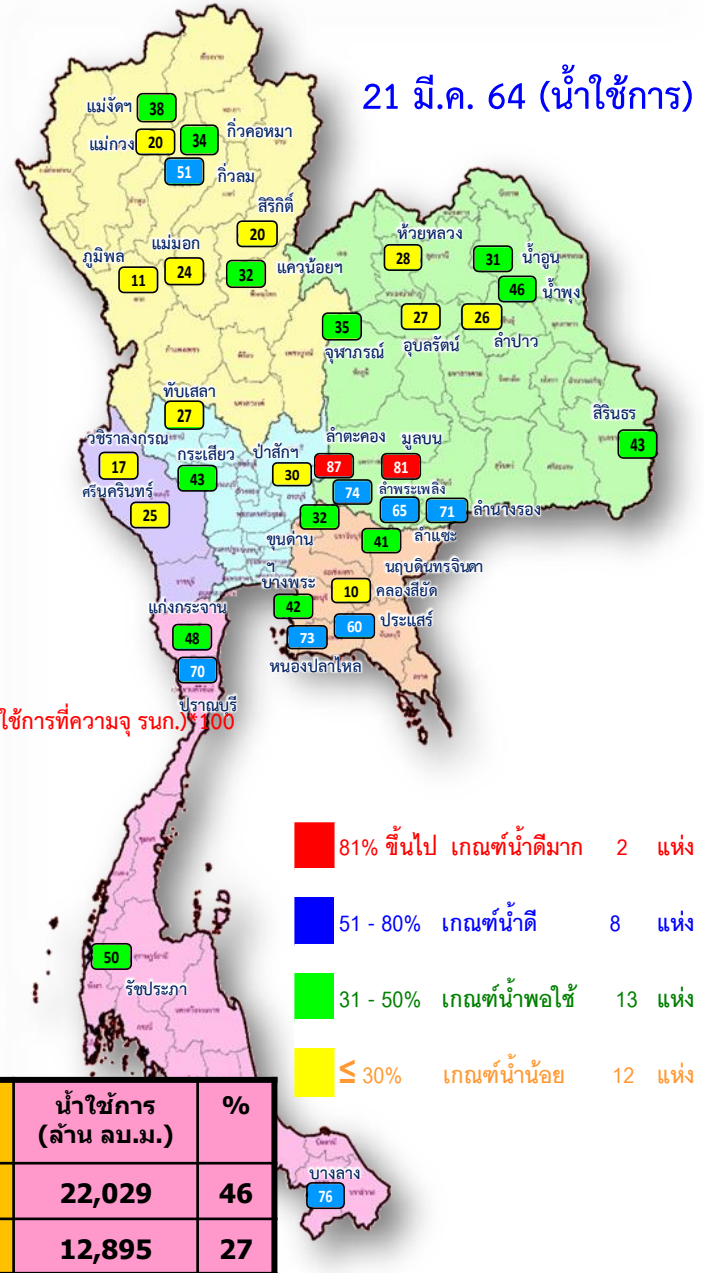 21 มี.ค. 64 (น้ำใช้การ)
แม่งัดฯ
38
แม่กวง
20
34
กิ่วคอหมา
51
กิ่วลม
สิริกิติ์
20
ภูมิพล
11
แม่มอก
24
32
แควน้อยฯ
ห้วยหลวง
28
31
น้ำอูน
46
น้ำพุง
35
จุฬาภรณ์
27
อุบลรัตน์
26
ลำปาว
สิรินธร
43
ทับเสลา
27
วชิราลงกรณ
17
กระเสียว
43
ป่าสักฯ
30
ลำตะคอง
87
มูลบน
81
ศรีนครินทร์
25
74
ลำพระเพลิง
65
71
ลำนางรอง
32
ขุนด่าน
ฯ
41
ลำแซะ
นฤบดินทรจินดา
บางพระ
42
10
คลองสียัด
60
ประแสร์
73
หนองปลาไหล
แก่งกระจาน
48
70
ปราณบุรี
ใช้การที่ความจุ รนก.)*100
81% ขึ้นไป เกณฑ์น้ำดีมาก 2 แห่ง
51 - 80% เกณฑ์น้ำดี 8 แห่ง
31 - 50% เกณฑ์น้ำพอใช้ 13 แห่ง
≤ 30% เกณฑ์น้ำน้อย 12 แห่ง
50
รัชประภา
น้ำใช้การ %
(ล้าน ลบ.ม.)
22,029 46
12,895 27
บางลาง
76